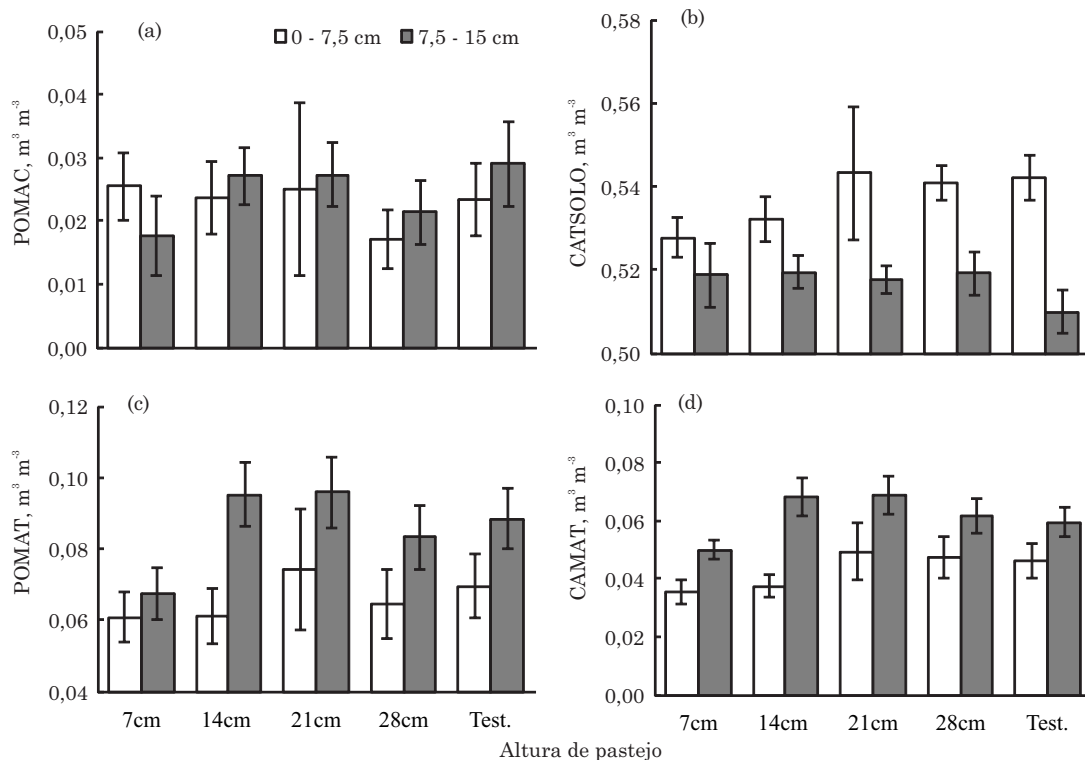 (a)
0 - 7,5 cm 7,5 - 15 cm
POMAC, m³ m⁻³
0,05
0,04
0,03
0,02
0,01
0,00
(b)
CATSOLO, m³ m⁻³
0,58
0,56
0,54
0,52
0,50
(c)
POMAT, m³ m⁻³
0,12
0,10
0,08
0,06
0,04
7cm 14cm 21cm 28cm Test.
(d)
CAMAT, m³ m⁻³
0,10
0,08
0,06
0,04
0,02
0,00
7cm 14cm 21cm 28cm Test.
Altura de pastejo